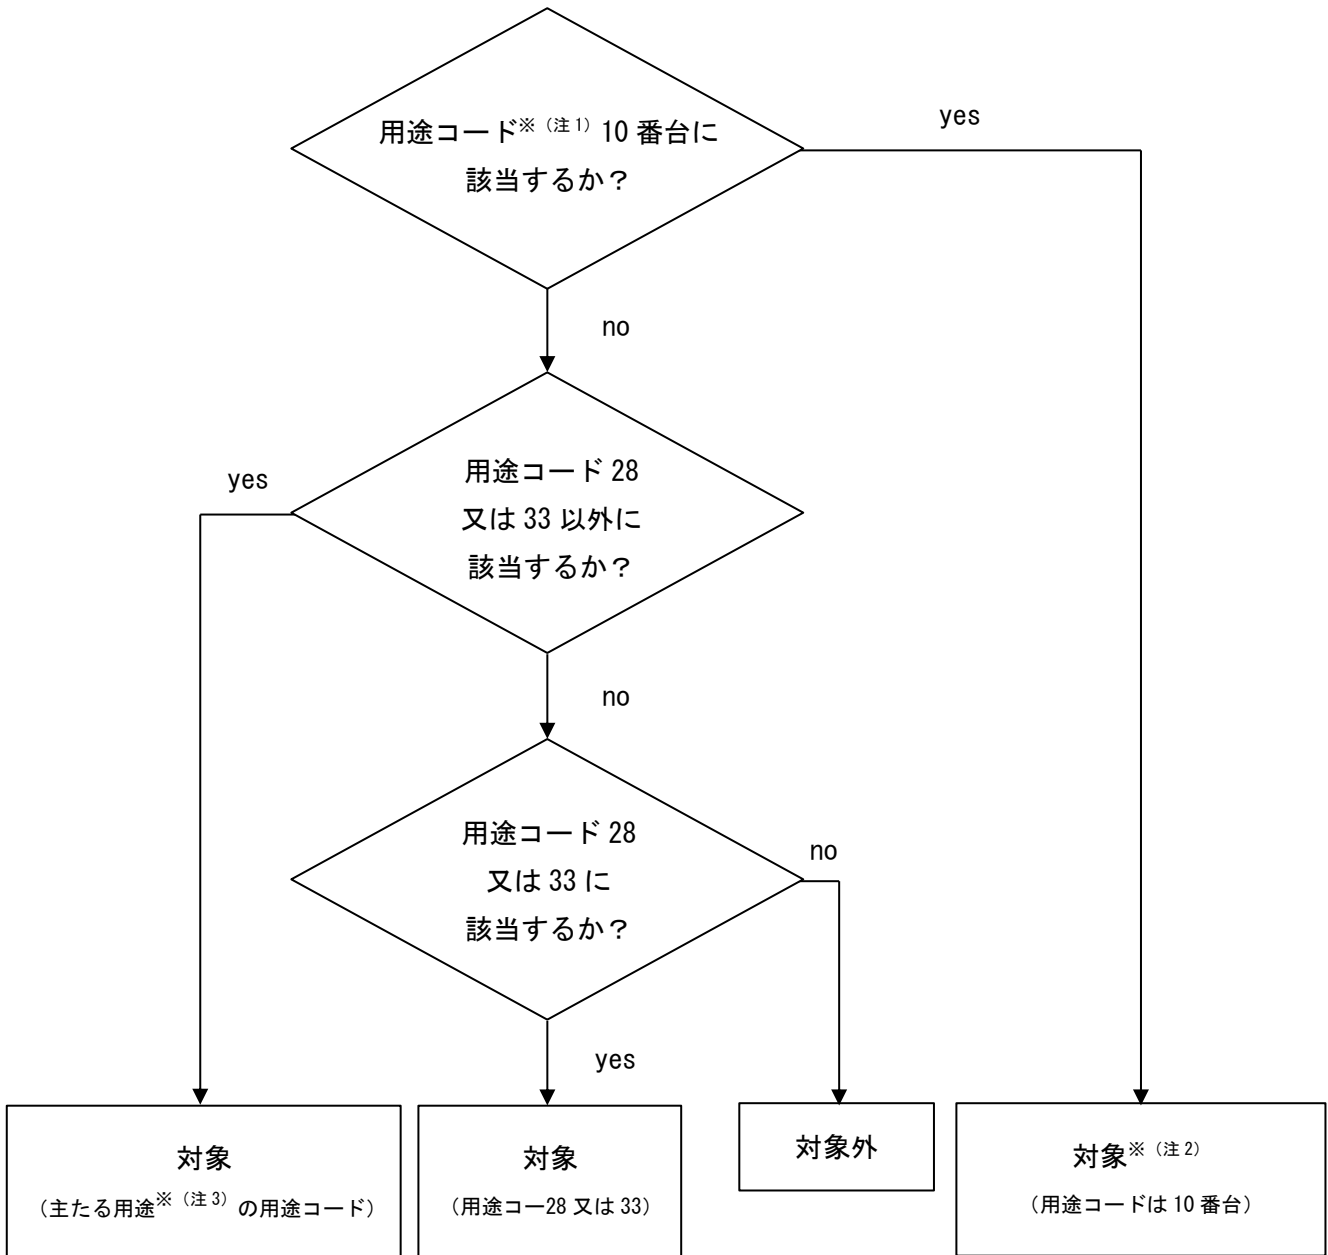 用途コード※（注1）10番台に
該当するか？
yes
no
用途コード28
又は33以外に
該当するか？
yes
no
用途コード28
又は33に
該当するか？
no
yes
対象
（主たる用途※（注3）の用途コード）
対象
（用途コー28又は33）
対象外
対象※（注2）
（用途コードは10番台）